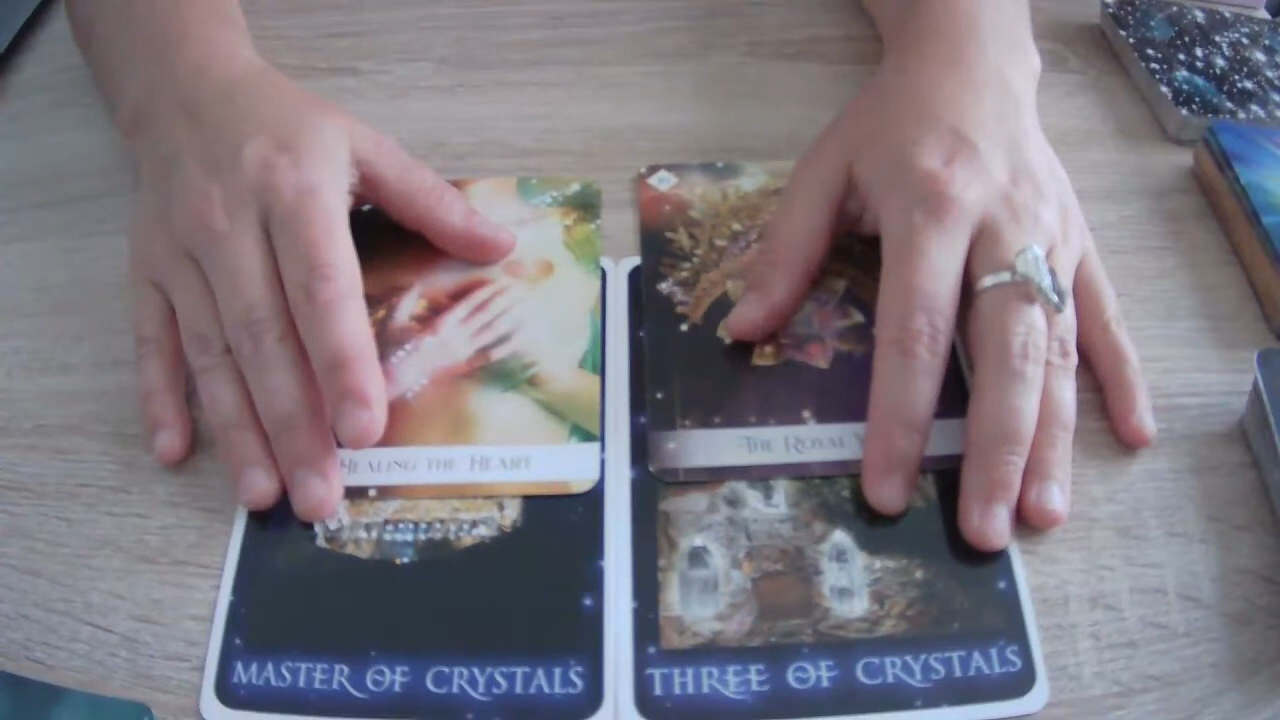 HEALING THE HEART
THE ROYAL
MASTER OF CRYSTALS
THREE OF CRYSTALS